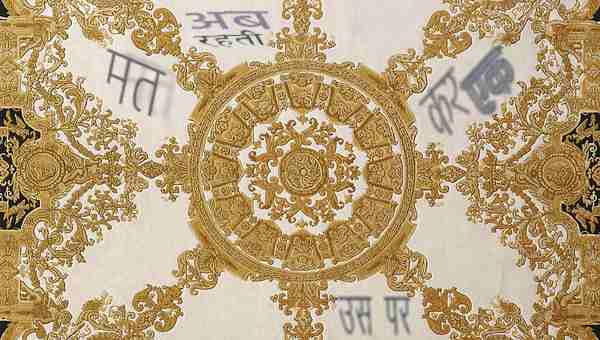 अब
रहती
मत
कर एक
उस पर